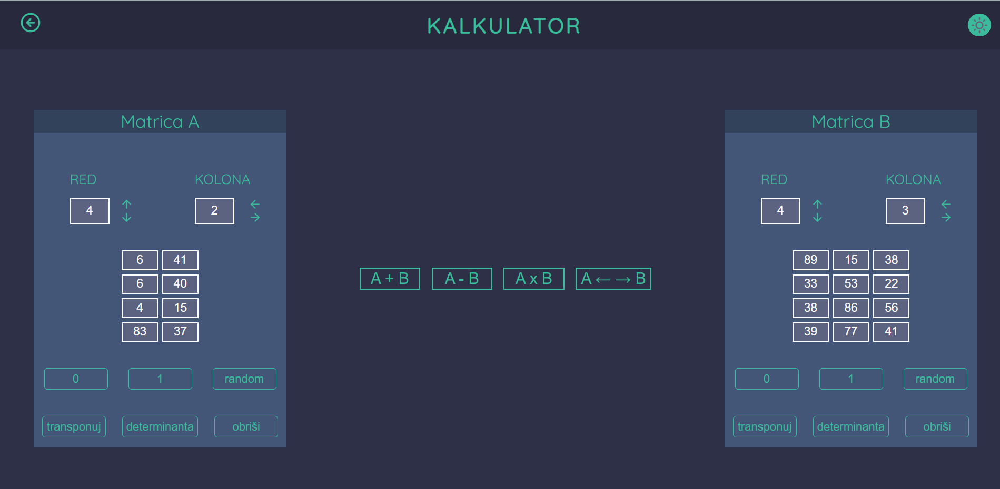 KALKULATOR
Matrica A
RED KOLONA
4 2
6 41
6 40
4 15
83 37
0 1 random
transponuj determinanta obriši
A + B A - B A x B A ←→ B
Matrica B
RED KOLONA
4 3
89 15 38
33 53 22
38 86 56
39 77 41
0 1 random
transponuj determinanta obriši